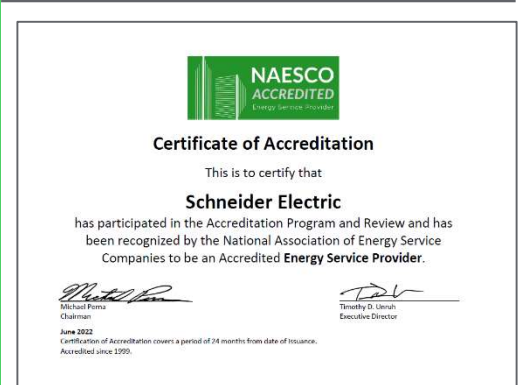 NAESCO
ACCREDITED
Energy Service Provider
Certificate of Accreditation
This is to certify that
Schneider Electric
has participated in the Accreditation Program and Review and has
been recognized by the National Association of Energy Service
Companies to be an Accredited Energy Service Provider.
Michael Perna
Chairman
Timothy D. Unruh
Executive Director
June 2022
Certification of Accreditation covers a period of 24 months from date of issuance.
Accredited since 1999.